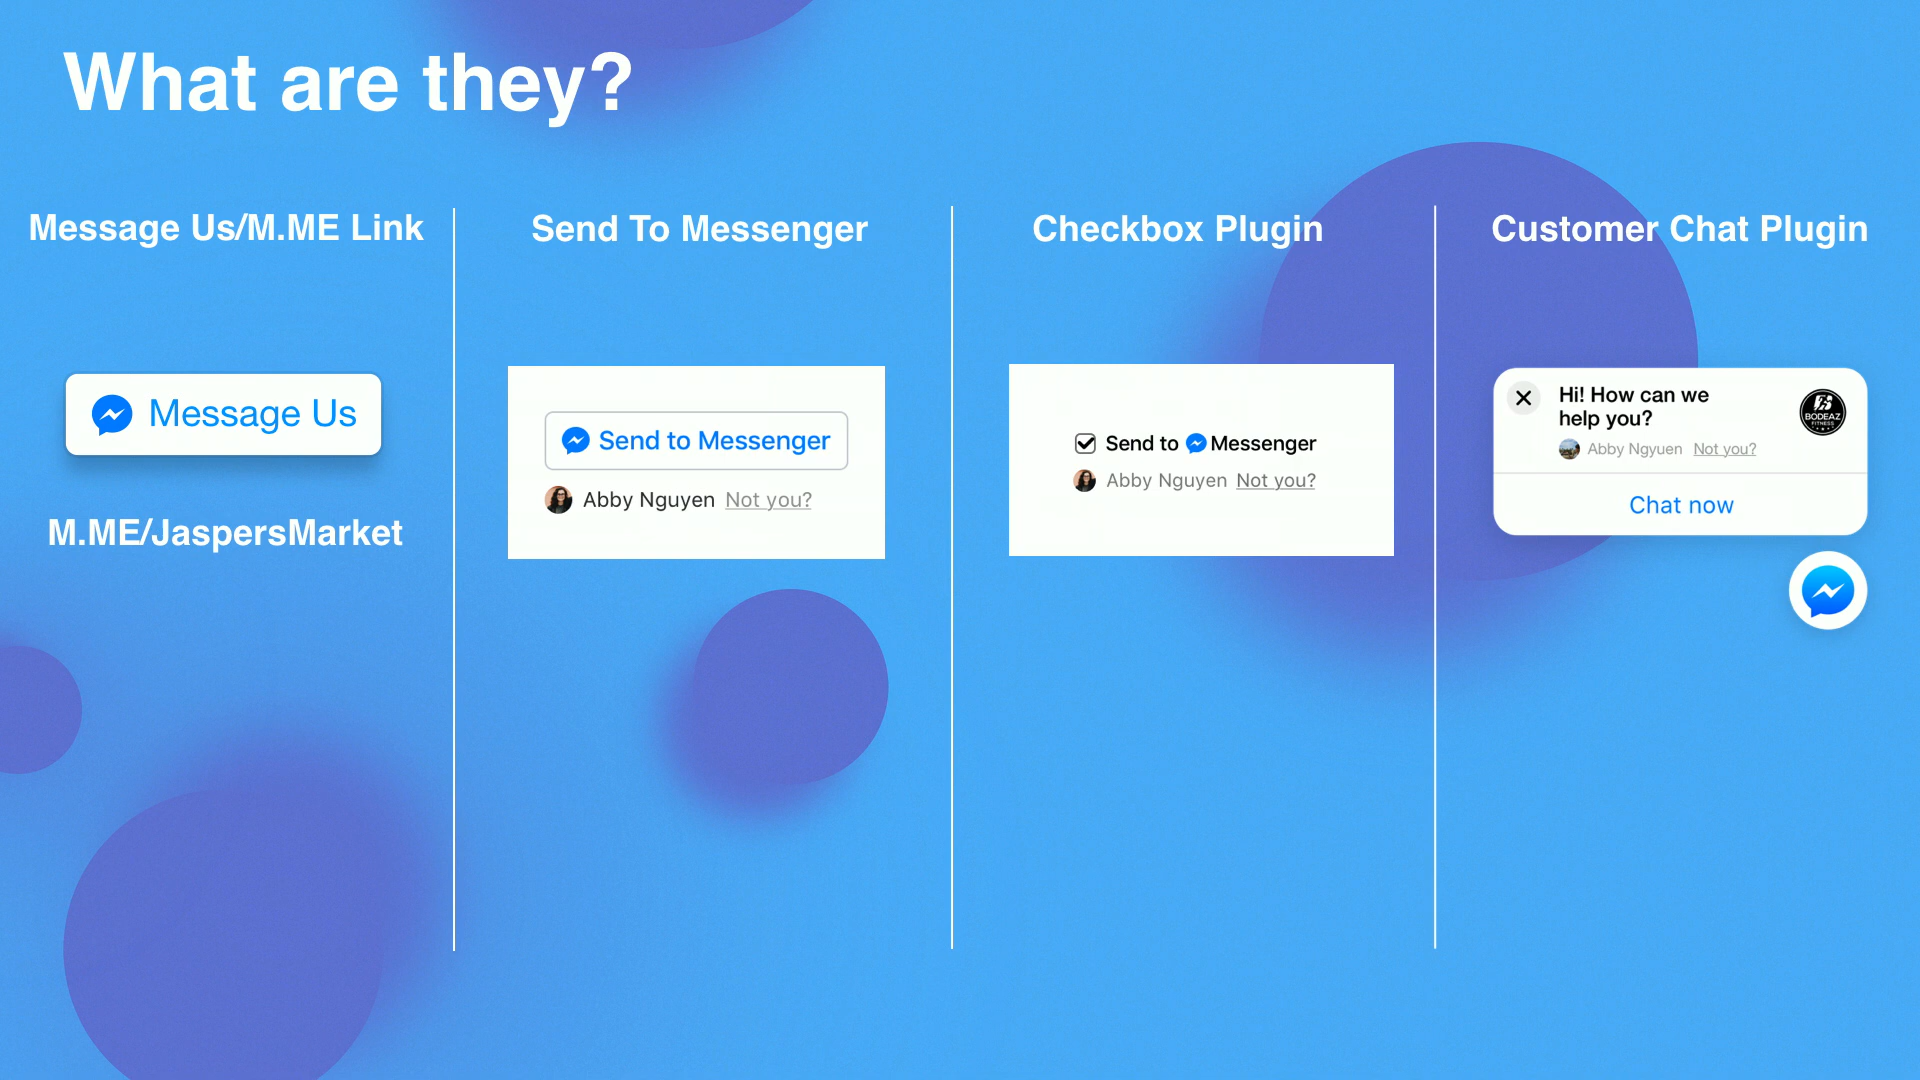 What are they?
Message Us/M.ME Link
Message Us
M.ME/JaspersMarket
Send To Messenger
Send to Messenger
Abby Nguyen Not you?
Checkbox Plugin
Send to Messenger
Abby Nguyen Not you?
Customer Chat Plugin
Hi! How can we
help you?
BODEAZ
FITNESS
Abby Ngyuen Not you?
Chat now